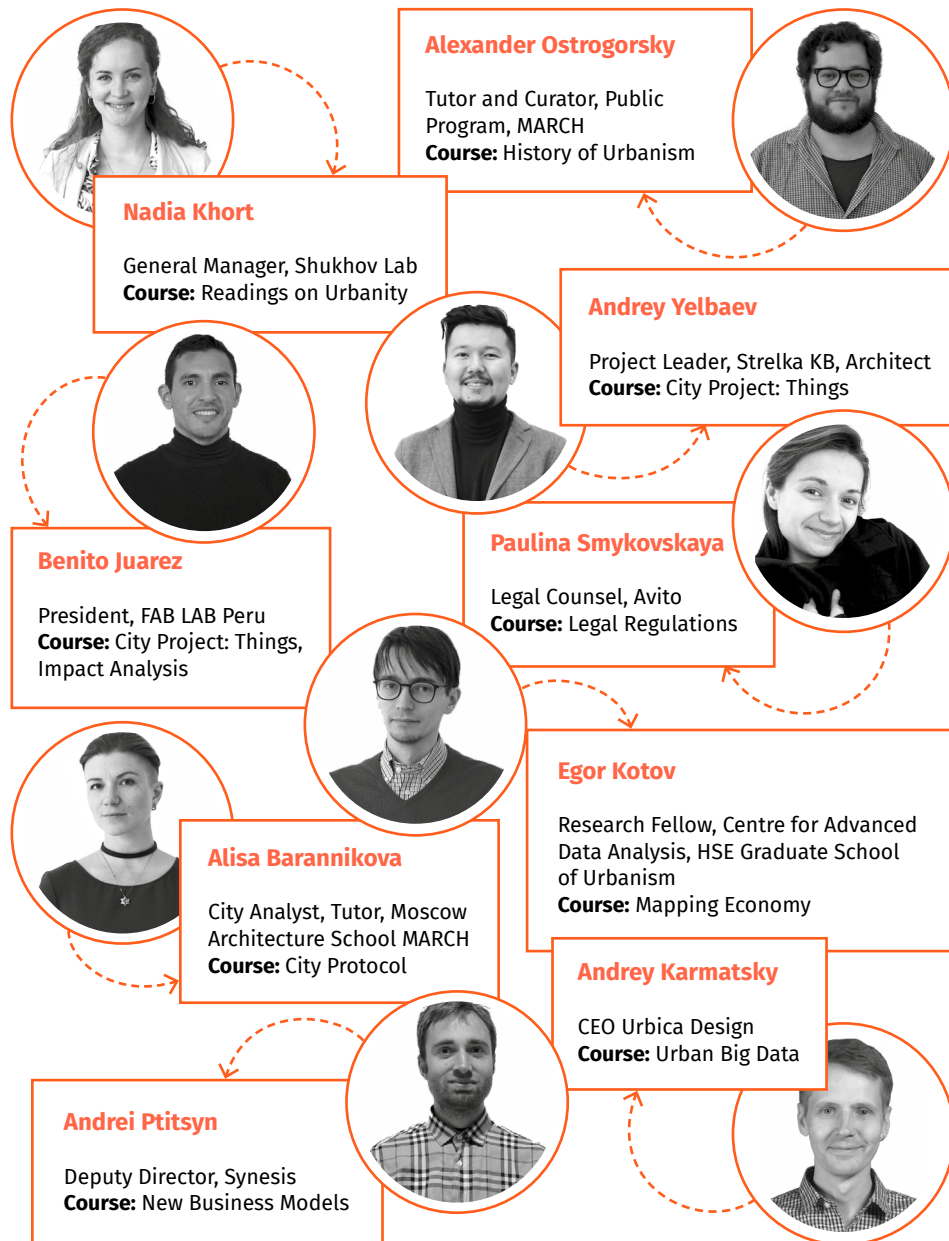 Alexander Ostrogorsky
Tutor and Curator, Public
Program, MARCH
Course: History of Urbanism
Nadia Khort
General Manager, Shukhov Lab
Course: Readings on Urbanity
Andrey Yelbaev
Project Leader, Strelka KB, Architect
Course: City Project: Things
Benito Juarez
President, FAB LAB Peru
Course: City Project: Things,
Impact Analysis
Paulina Smykovskaya
Legal Counsel, Avito
Course: Legal Regulations
Egor Kotov
Research Fellow, Centre for Advanced
Data Analysis, HSE Graduate School
of Urbanism
Course: Mapping Economy
Alisa Barannikova
City Analyst, Tutor, Moscow
Architecture School MARCH
Course: City Protocol
Andrey Karmatsky
CEO Urbica Design
Course: Urban Big Data
Andrei Ptitsyn
Deputy Director, Synesis
Course: New Business Models